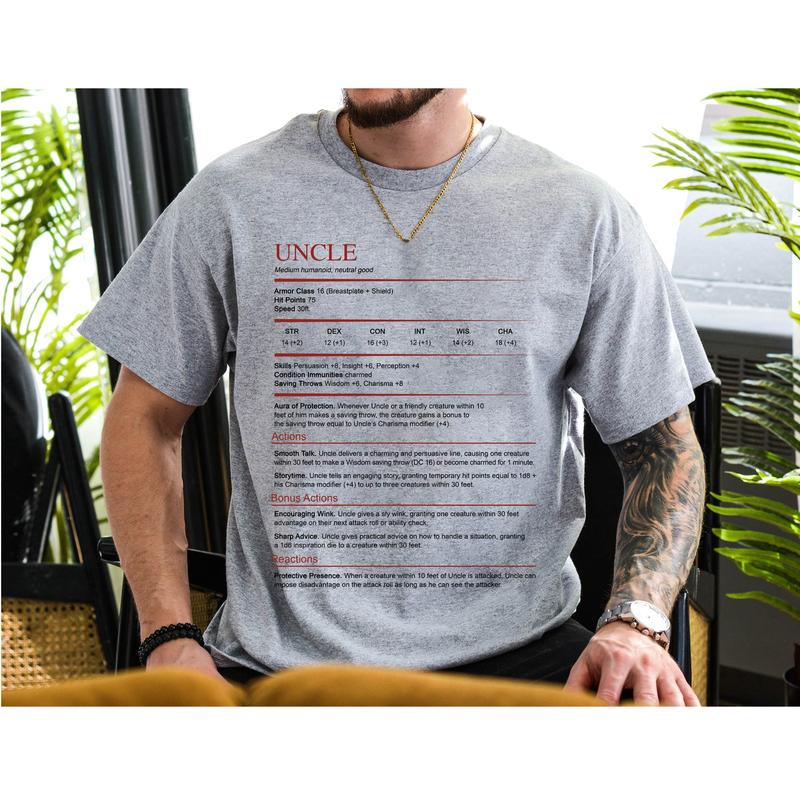 UNCLE
Medium humanoid, neutral good
Armor Class 16 (Breastplate + Shield)
Hit Points 75
Speed 30ft.
STR DEX CON INT WIS CHA
14 (+2) 12 (+1) 16 (+3) 12 (+1) 14 (+2) 18 (+4)
Skills Persuasion +8, Insight +6, Perception +4
Condition Immunities charmed
Saving Throws Wisdom +6, Charisma +8
Aura of Protection. Whenever Uncle or a friendly creature within 10
feet of him makes a saving throw, the creature gains a bonus to
the saving throw equal to Uncle's Charisma modifier (+4).
Actions
Smooth Talk. Uncle delivers a charming and persuasive line, causing one creature
within 30 feet to make a Wisdom saving throw (DC 16) or become charmed for 1 minute.
Storytime. Uncle tells an engaging story, granting temporary hit points equal to 1d8 +
his Charisma modifier (+4) to up to three creatures within 30 feet.
Bonus Actions
Encouraging Wink. Uncle gives a sly wink, granting one creature within 30 feet
advantage on their next attack roll or ability check.
Sharp Advice. Uncle gives practical advice on how to handle a situation, granting
a 1d6 inspiration die to a creature within 30 feet.
Reactions
Protective Presence. When a creature within 10 feet of Uncle is attacked, Uncle can
impose disadvantage on the attack roll as long as he can see the attacker.